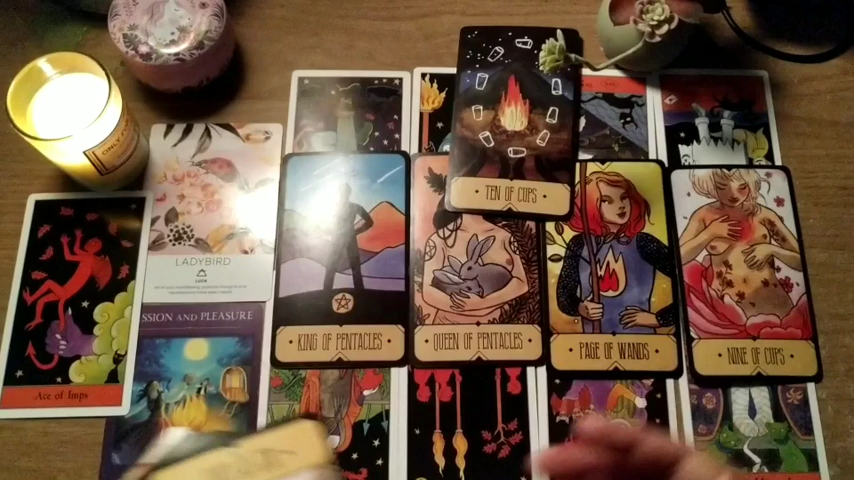 ONLY
TEN OF CUPS
LADYBIRD
LUCK
SSION AND PLEASURE
KING OF PENTACLES
QUEEN OF PENTACLES
PAGE OF WANDS
NINE OF CUPS
Ace of Imps